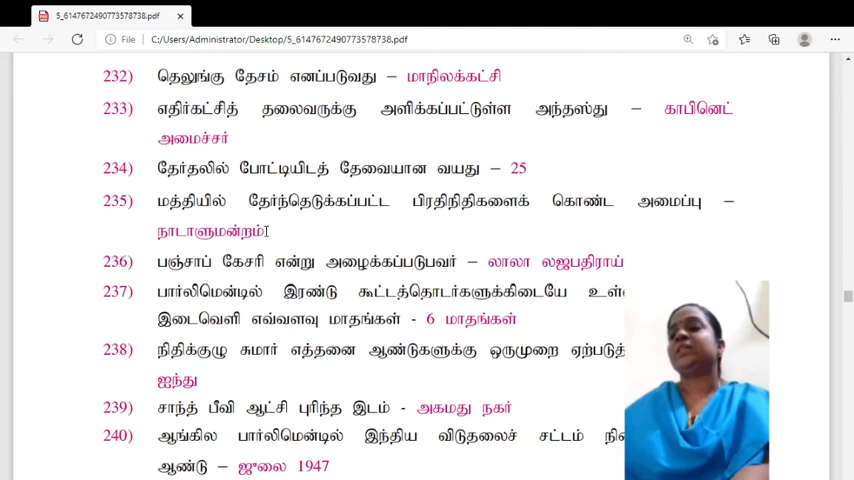 5_6147672490773578738.pdf
File C:/Users/Administrator/Desktop/5_6147672490773578738.pdf
232) தெலுங்கு தேசம் எனப்படுவது – மாநிலக்கட்சி
233) எதிர்கட்சித் தலைவருக்கு அளிக்கப்பட்டுள்ள அந்தஸ்து – காபினெட்
அமைச்சர்
234) தேர்தலில் போட்டியிடத் தேவையான வயது – 25
235) மத்தியில் தேர்ந்தெடுக்கப்பட்ட பிரதிநிதிகளைக் கொண்ட அமைப்பு –
நாடாளுமன்றம்
236) பஞ்சாப் கேசரி என்று அழைக்கப்படுபவர் – லாலா லஜபதிராய்
237) பார்லிமென்டில் இரண்டு கூட்டத்தொடர்களுக்கிடையே
இடைவெளி எவ்வளவு மாதங்கள் - 6 மாதங்கள்
238) நிதிக்குழு சுமார் எத்தனை ஆண்டுகளுக்கு ஒருமுறை
ஐந்து
239) சாந்த் பீவி ஆட்சி புரிந்த இடம் - அகமது நகர்
240) ஆங்கில பார்லிமென்டில் இந்திய விடுதலைச் சட்டம்
ஆண்டு – ஜுலை 1947